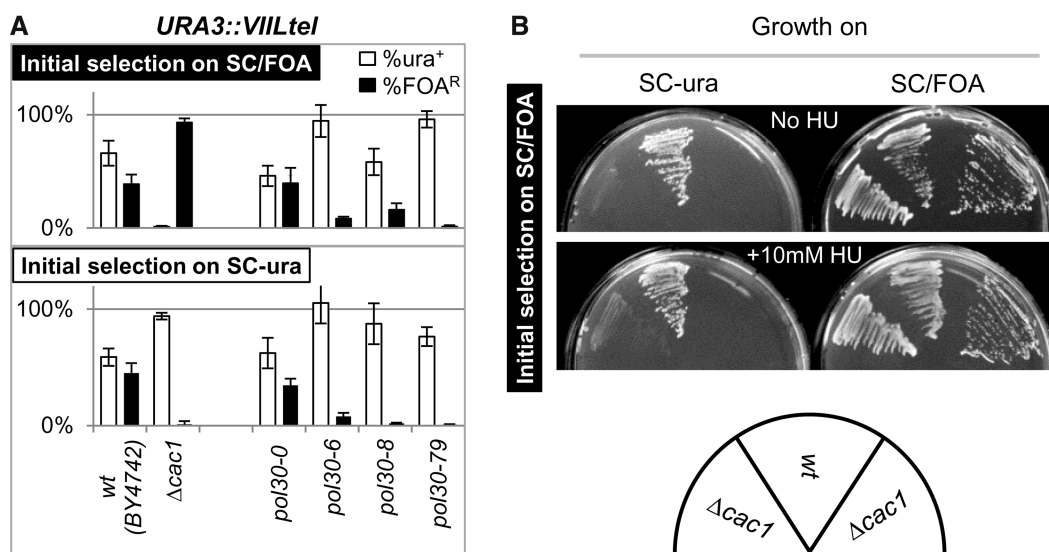 A
URA3::VIILtel
Initial selection on SC/FOA
%ura+
%FOAR
100%
0%
Initial selection on SC-ura
100%
0%
wt
(BY4742)
Δcac1
pol30-0
pol30-6
pol30-8
pol30-79
B
Growth on
SC-ura
SC/FOA
Initial selection on SC/FOA
No HU
+10mM HU
Δcac1
wt
Δcac1